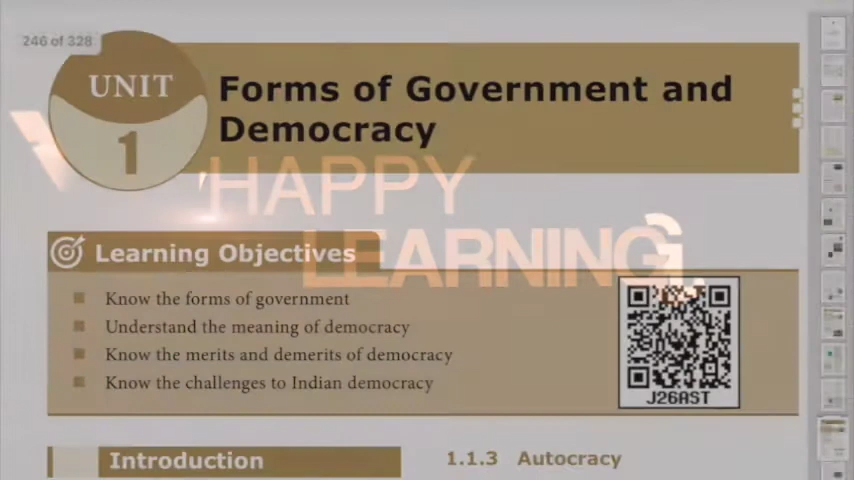 246 of 328
UNIT
1
Forms of Government and
Democracy
HAPPY
LEARNING
Learning Objectives
Know the forms of government
Understand the meaning of democracy
Know the merits and demerits of democracy
Know the challenges to Indian democracy
J26AST
Introduction
1.1.3 Autocracy